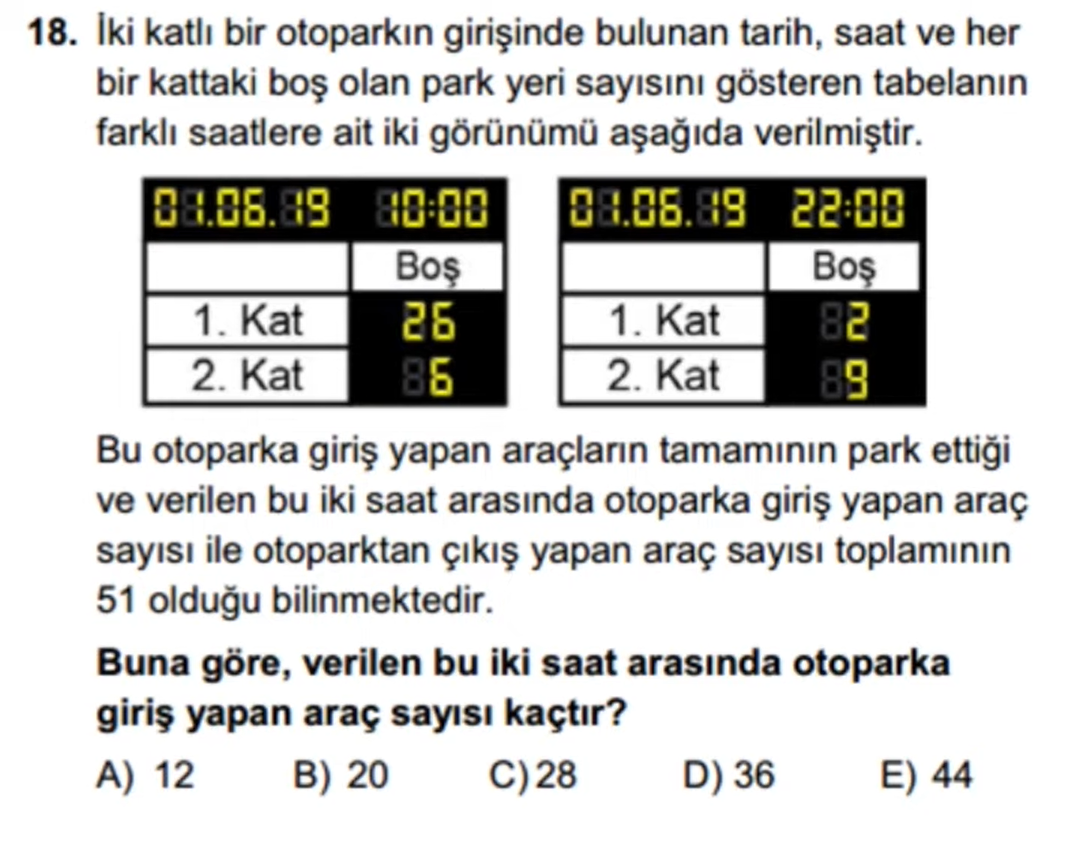 18. İki katlı bir otoparkın girişinde bulunan tarih, saat ve her
bir kattaki boş olan park yeri sayısını gösteren tabelanın
farklı saatlere ait iki görünümü aşağıda verilmiştir.
01.06.19 10:00
Boş
1. Kat 26
2. Kat 6
01.06.19 22:00
Boş
1. Kat 2
2. Kat 9
Bu otoparka giriş yapan araçların tamamının park ettiği
ve verilen bu iki saat arasında otoparka giriş yapan araç
sayısı ile otoparktan çıkış yapan araç sayısı toplamının
51 olduğu bilinmektedir.
Buna göre, verilen bu iki saat arasında otoparka
giriş yapan araç sayısı kaçtır?
A) 12 B) 20 C) 28 D) 36 E) 44